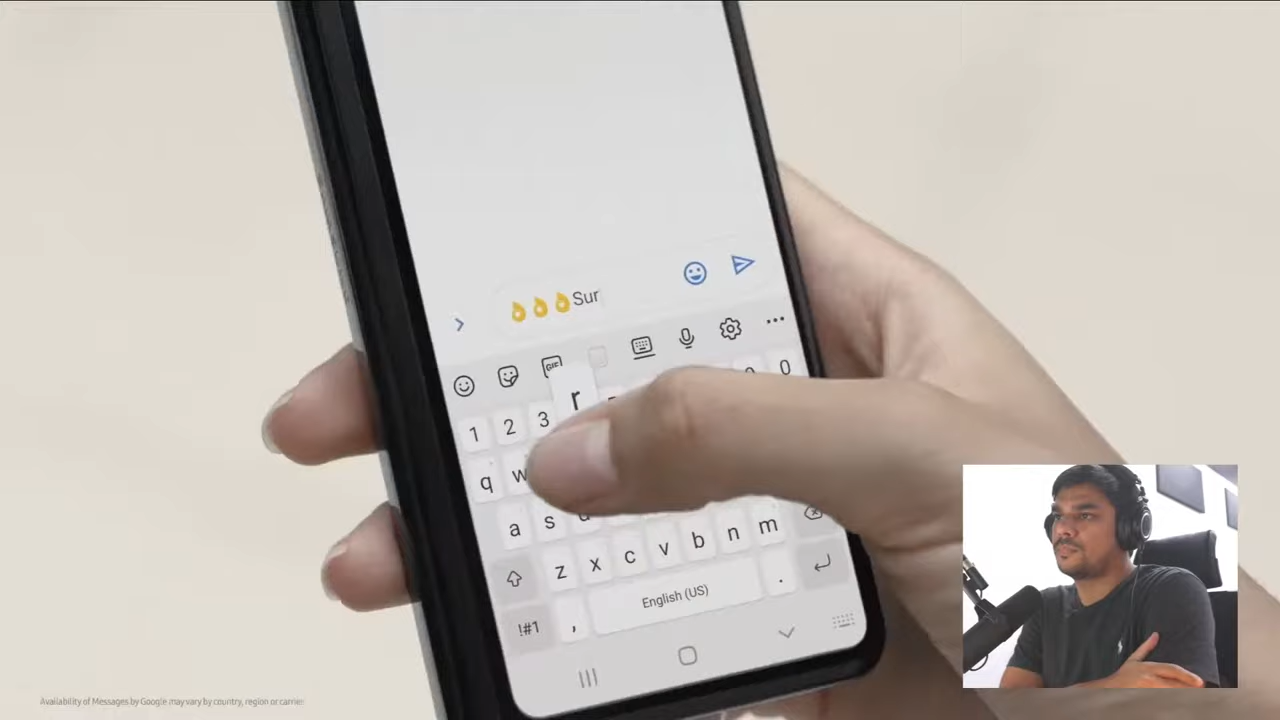 👌👌👌Sur
GIF
r
1 2 3 0
q w
a s d
z x c v b n m
!#1 , English (US) .
Availability of Messages by Google may vary by country, region or carrier